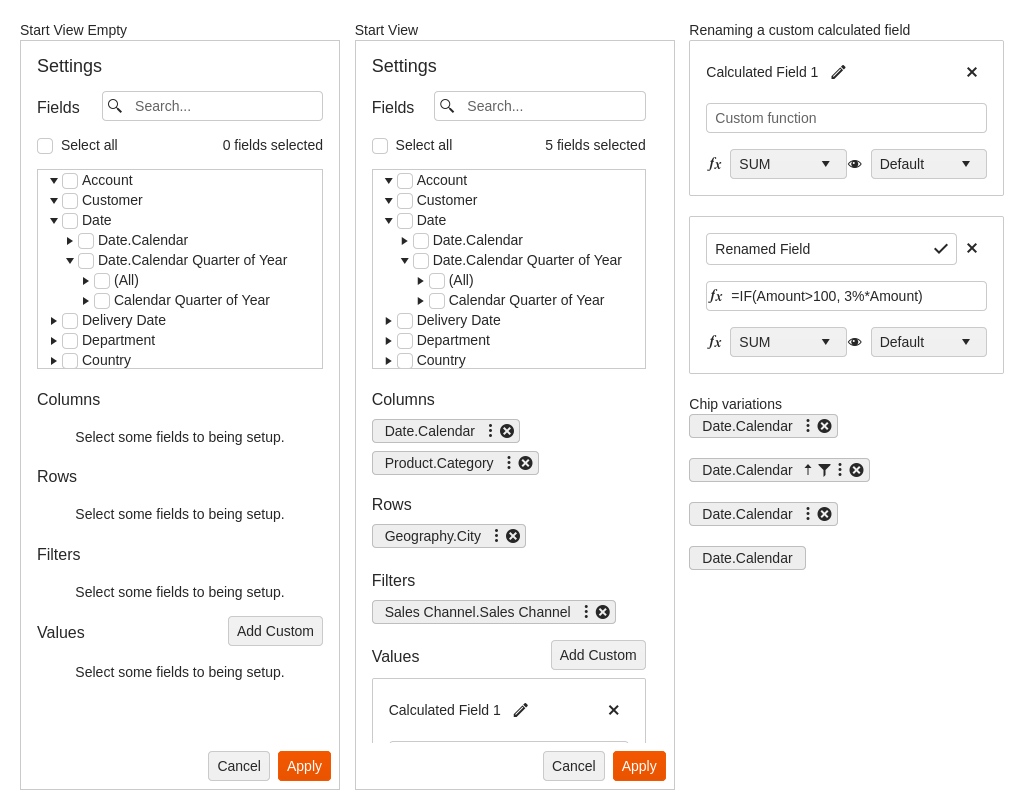 Start View Empty
Settings
Fields
Search...
Select all
0 fields selected
Account
Customer
Date
Date.Calendar
Date.Calendar Quarter of Year
(All)
Calendar Quarter of Year
Delivery Date
Department
Country
Columns
Select some fields to being setup.
Rows
Select some fields to being setup.
Filters
Select some fields to being setup.
Values
Add Custom
Select some fields to being setup.
Cancel
Apply
Start View
Settings
Fields
Search...
Select all
5 fields selected
Account
Customer
Date
Date.Calendar
Date.Calendar Quarter of Year
(All)
Calendar Quarter of Year
Delivery Date
Department
Country
Columns
Date.Calendar
Product.Category
Rows
Geography.City
Filters
Sales Channel.Sales Channel
Values
Add Custom
Calculated Field 1
Cancel
Apply
Renaming a custom calculated field
Calculated Field 1
Custom function
fx
SUM
Default
Renamed Field
fx =IF(Amount>100, 3%*Amount)
fx
SUM
Default
Chip variations
Date.Calendar
Date.Calendar
Date.Calendar
Date.Calendar